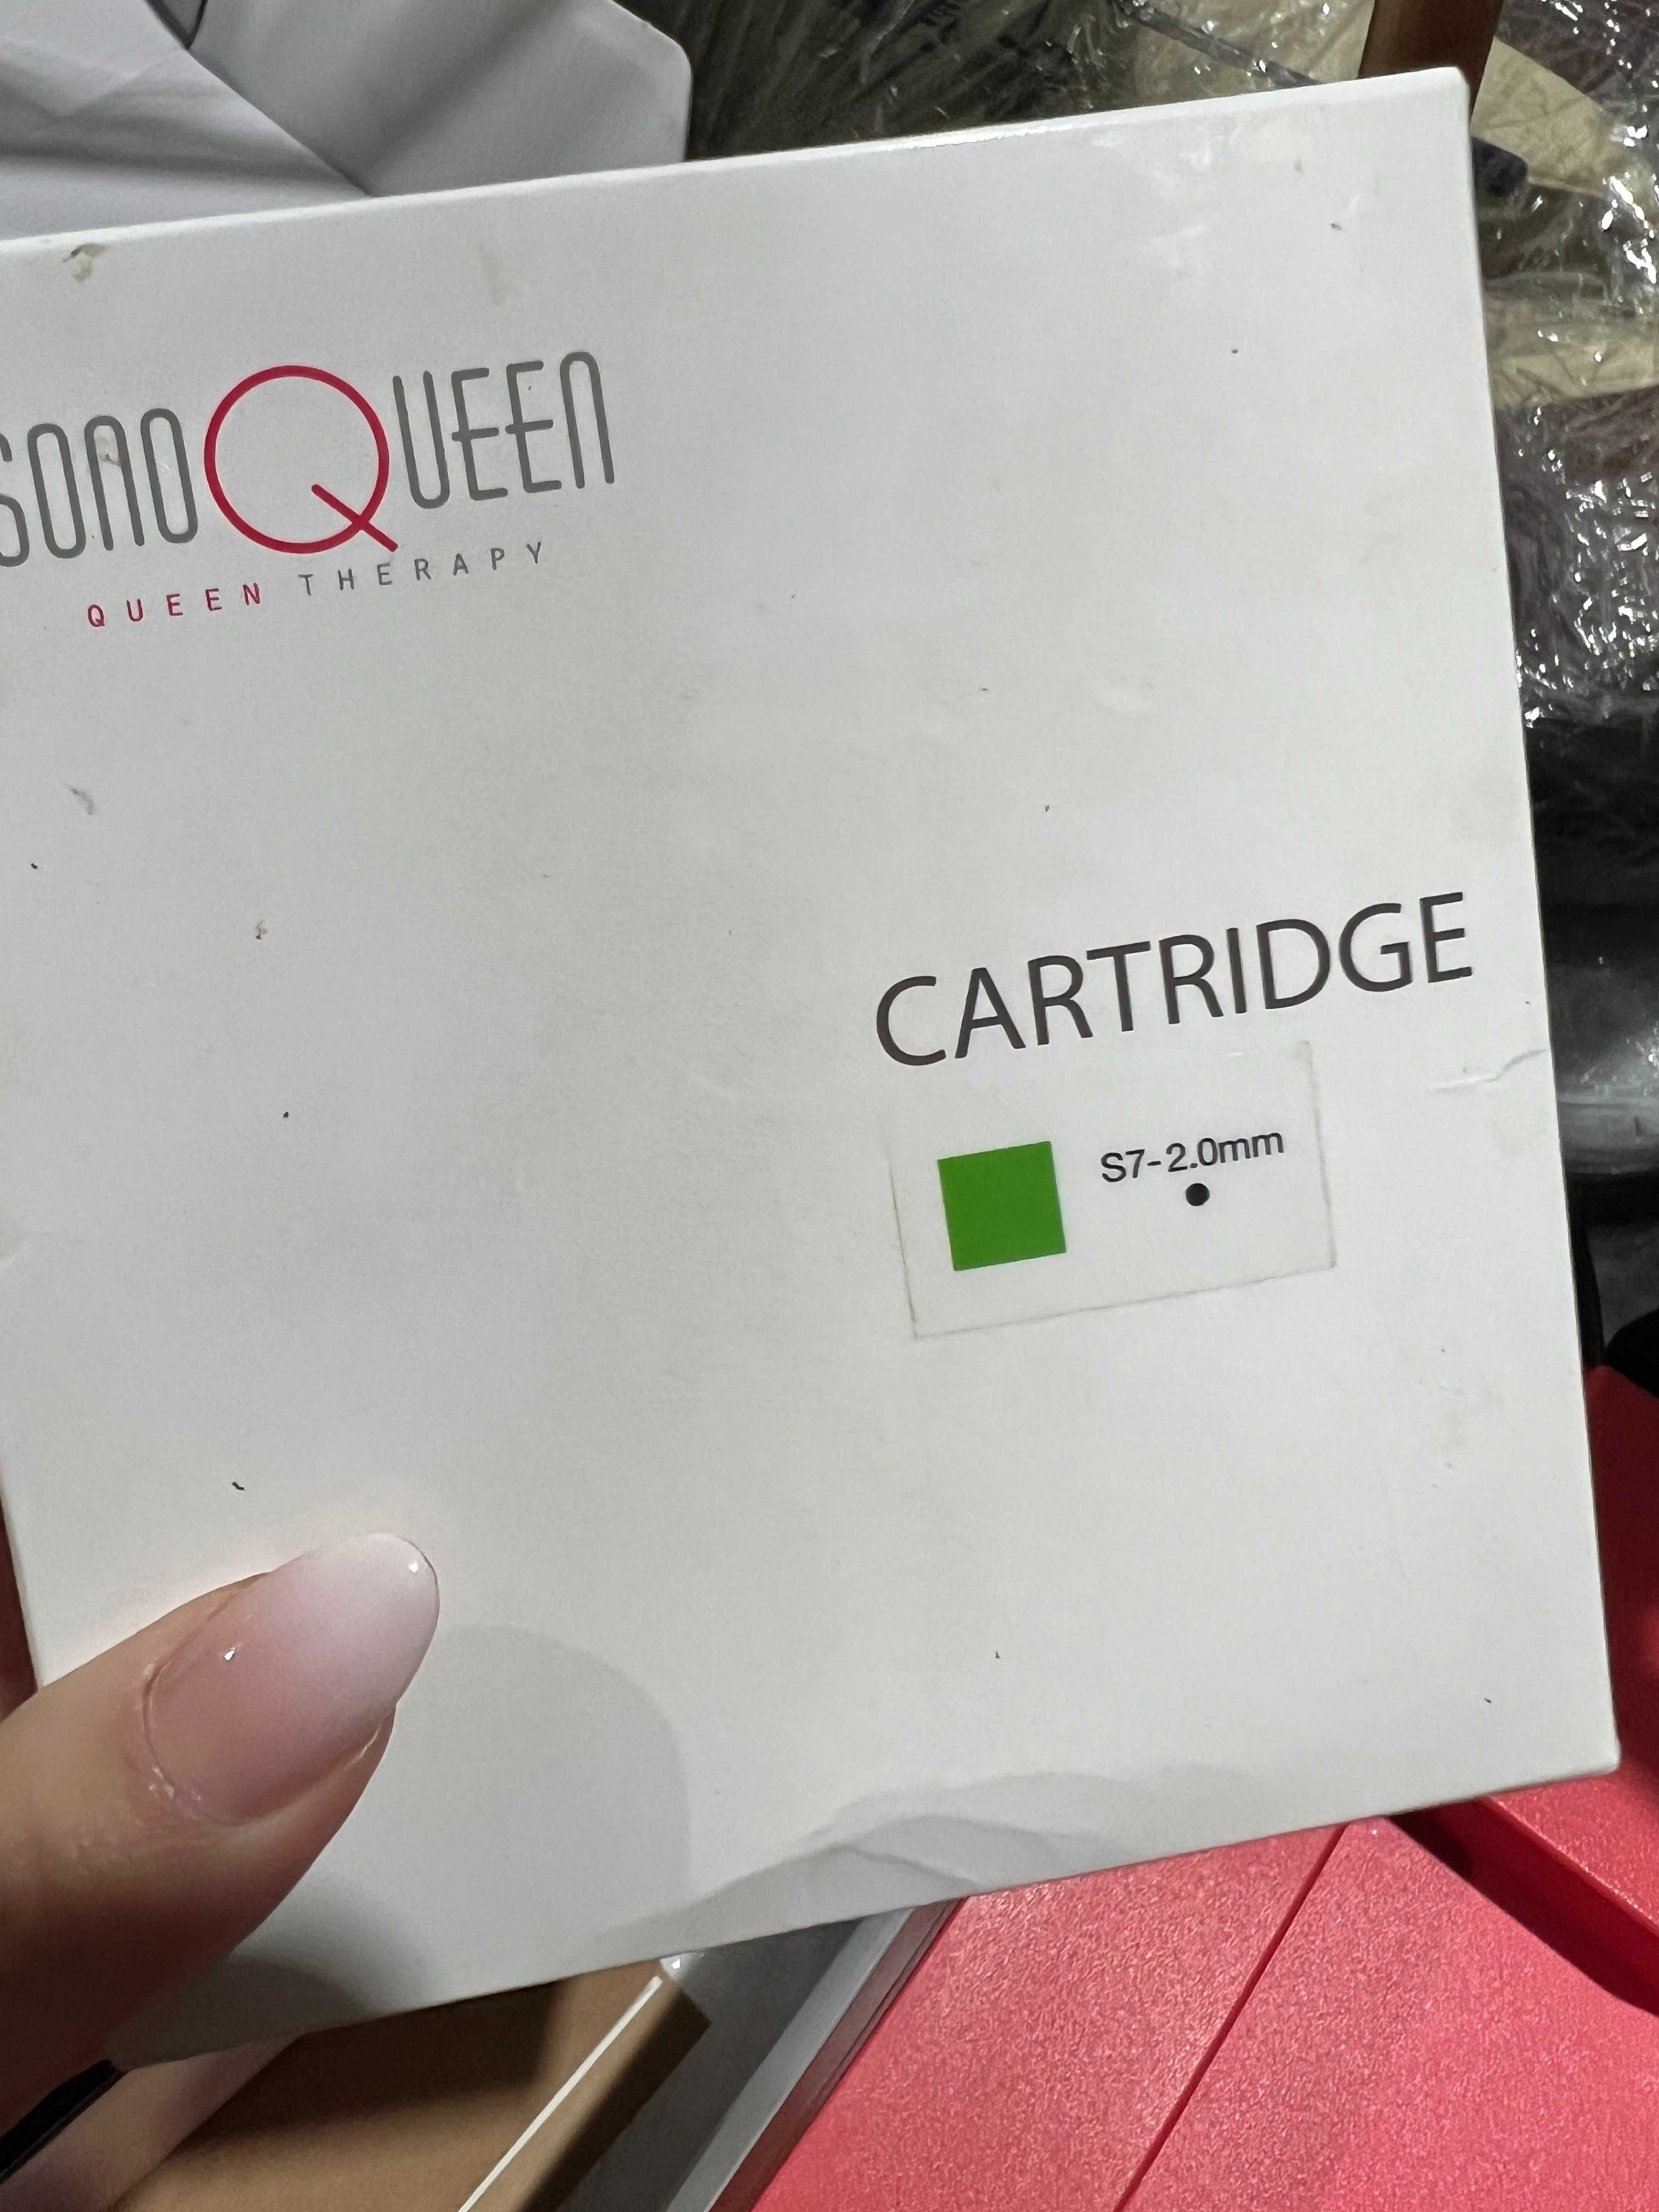 SONOQUEEN
QUEEN THERAPY
CARTRIDGE
S7-2.0mm